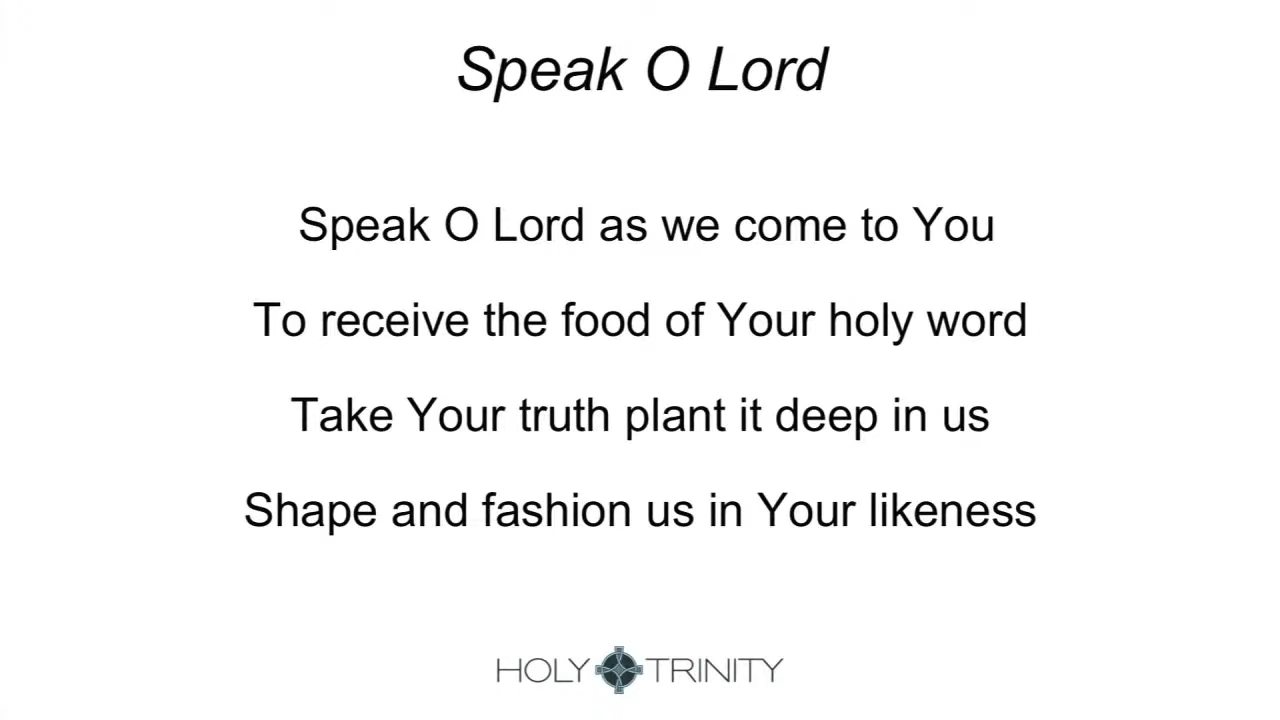 Speak O Lord
Speak O Lord as we come to You
To receive the food of Your holy word
Take Your truth plant it deep in us
Shape and fashion us in Your likeness
HOLY TRINITY